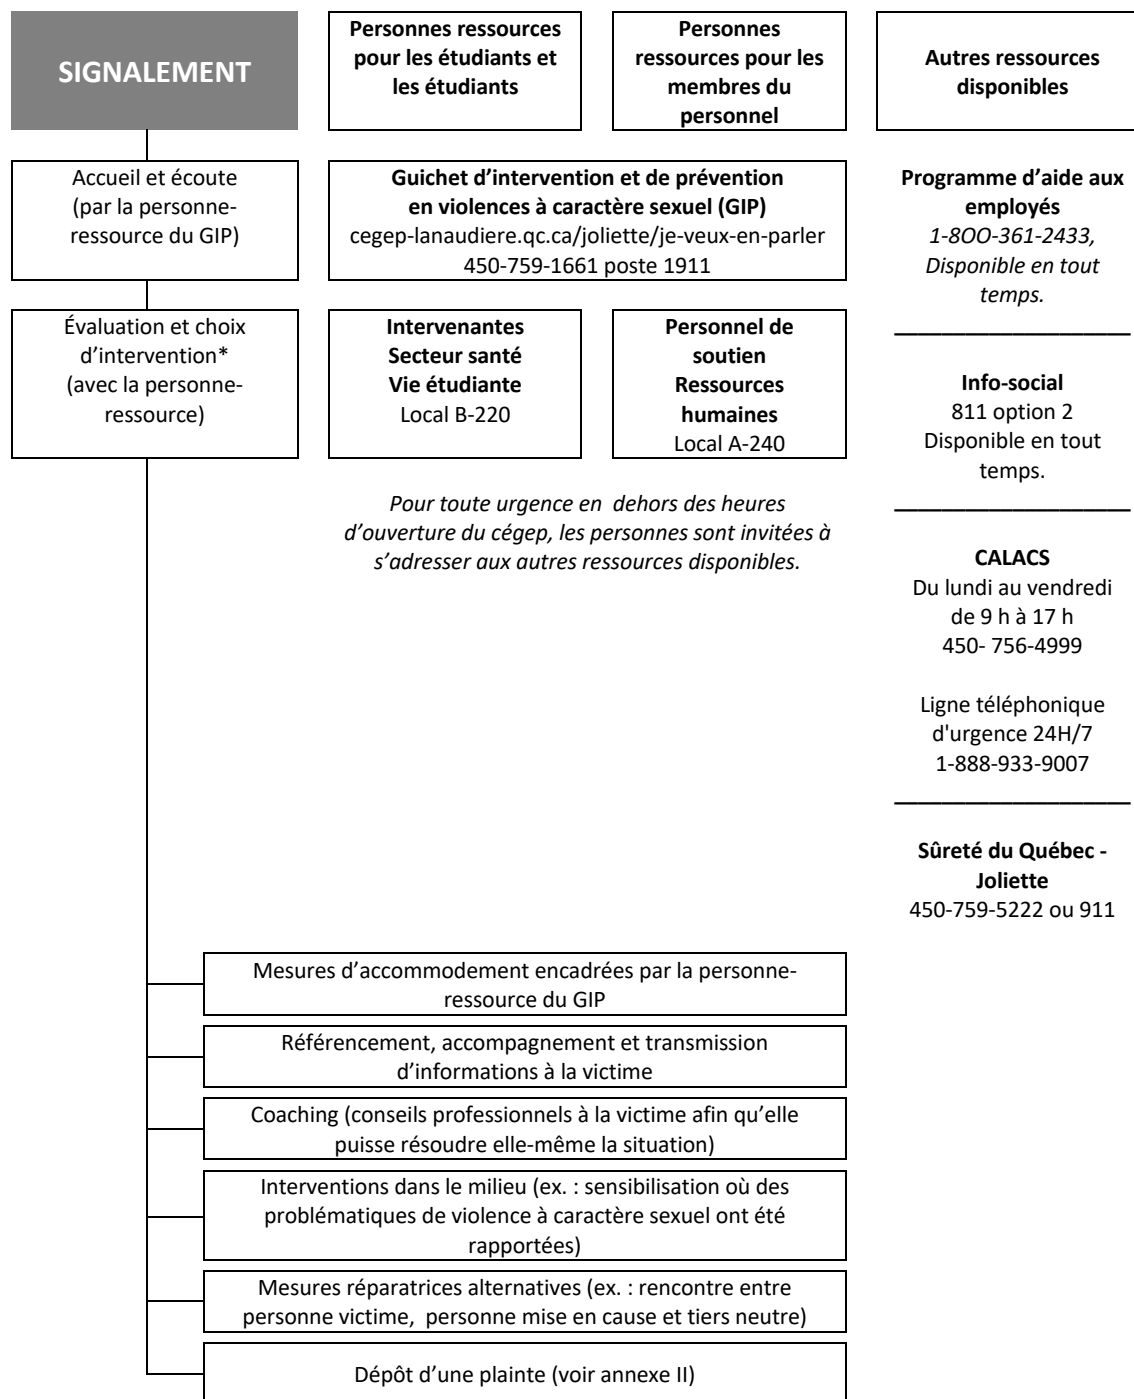 SIGNALEMENT
Personnes ressources
pour les étudiants et
les étudiants
Personnes
ressources pour les
membres du
personnel
Autres ressources
disponibles
Accueil et écoute
(par la personne-
ressource du GIP)
Guichet d’intervention et de prévention
en violences à caractère sexuel (GIP)
cegep-lanaudiere.qc.ca/joliette/je-veux-en-parler
450-759-1661 poste 1911
Évaluation et choix
d’intervention*
(avec la personne-
ressource)
Intervenantes
Secteur santé
Vie étudiante
Local B-220
Personnel de
soutien
Ressources
humaines
Local A-240
Pour toute urgence en dehors des heures
d’ouverture du cégep, les personnes sont invitées à
s’adresser aux autres ressources disponibles.
Programme d’aide aux
employés
1-8OO-361-2433,
Disponible en tout
temps.
Info-social
811 option 2
Disponible en tout
temps.
CALACS
Du lundi au vendredi
de 9 h à 17 h
450- 756-4999
Ligne téléphonique
d'urgence 24H/7
1-888-933-9007
Sûreté du Québec -
Joliette
450-759-5222 ou 911
Mesures d’accommodement encadrées par la personne-
ressource du GIP
Référencement, accompagnement et transmission
d’informations à la victime
Coaching (conseils professionnels à la victime afin qu’elle
puisse résoudre elle-même la situation)
Interventions dans le milieu (ex. : sensibilisation où des
problématiques de violence à caractère sexuel ont été
rapportées)
Mesures réparatrices alternatives (ex. : rencontre entre
personne victime, personne mise en cause et tiers neutre)
Dépôt d’une plainte (voir annexe II)